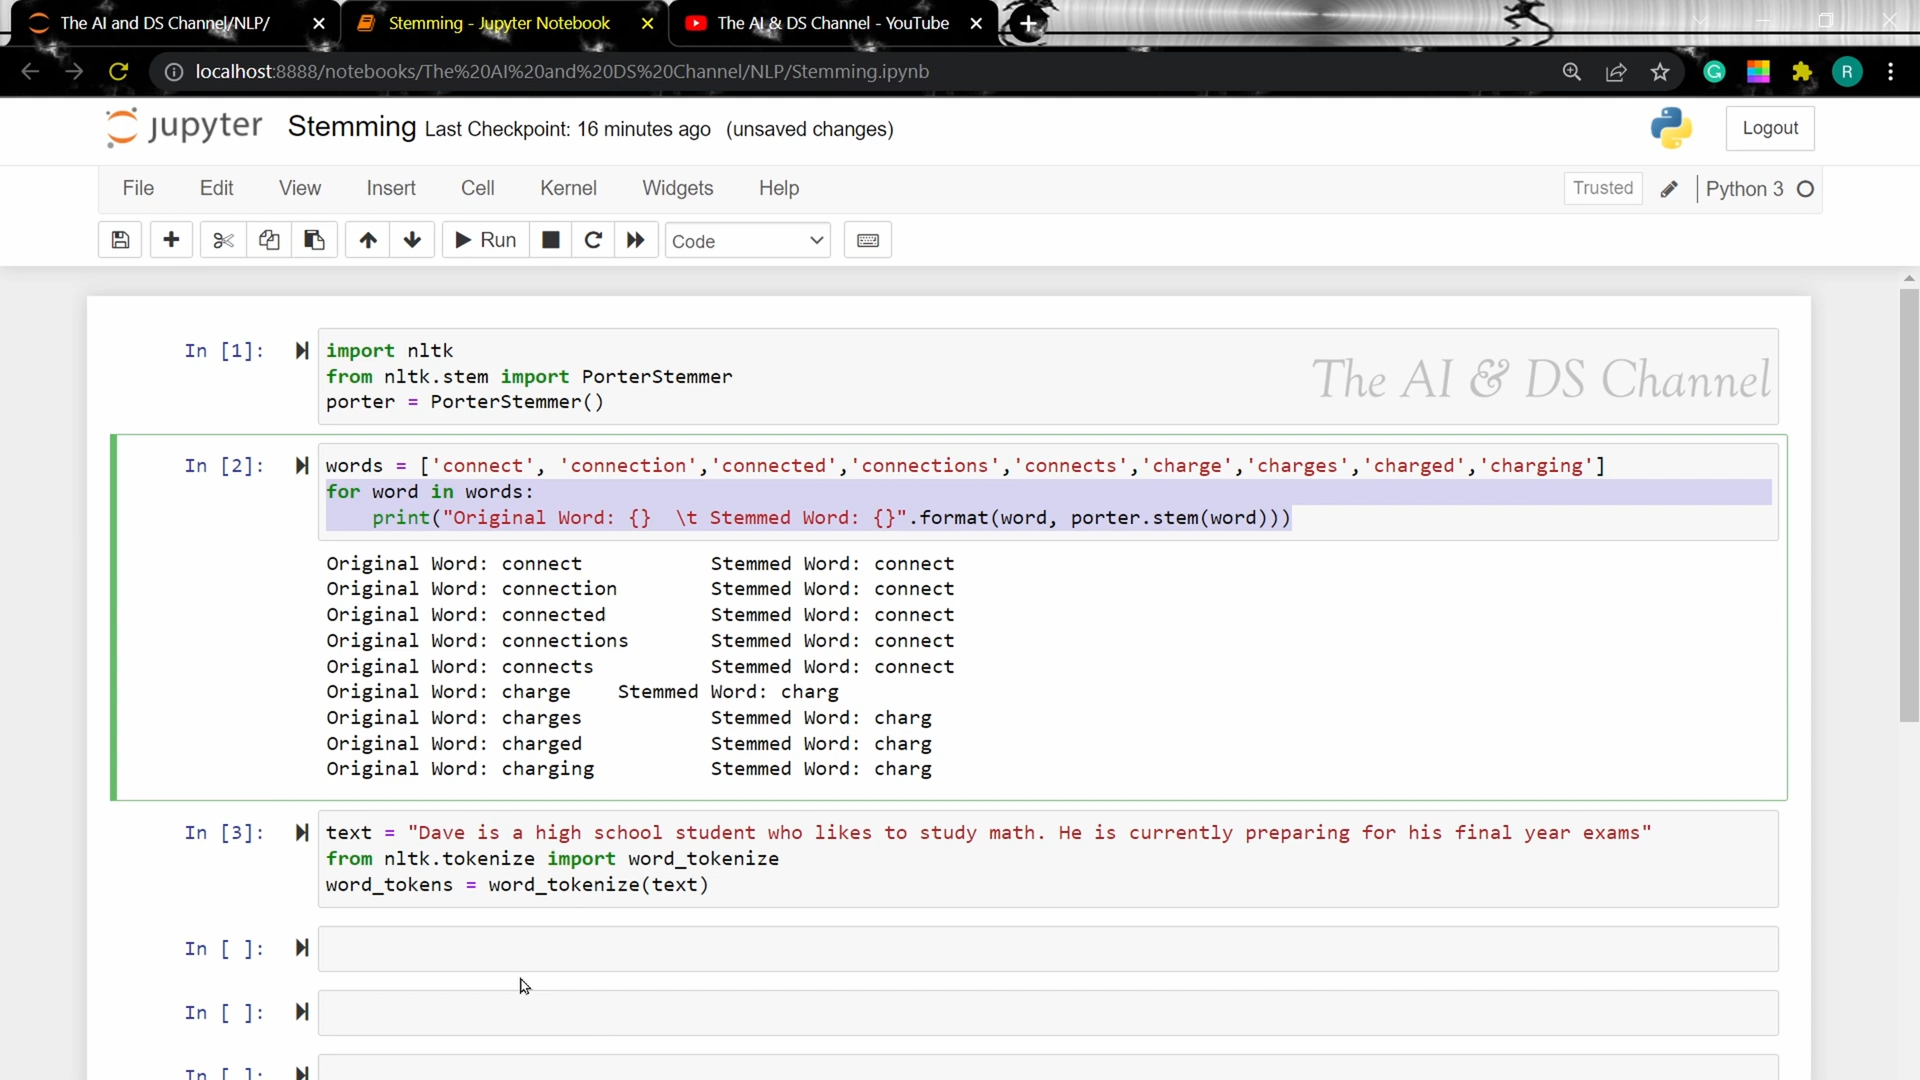 The AI and DS Channel/NLP/
Stemming - Jupyter Notebook
The AI & DS Channel - YouTube
localhost:8888/notebooks/The%20AI%20and%20DS%20Channel/NLP/Stemming.ipynb
R
jupyter Stemming Last Checkpoint: 16 minutes ago (unsaved changes)
Logout
File Edit View Insert Cell Kernel Widgets Help
Trusted Python 3
Run Code
In [1]: import nltk
from nltk.stem import PorterStemmer
porter = PorterStemmer()
The AI & DS Channel
In [2]: words = ['connect', 'connection','connected','connections','connects','charge','charges','charged','charging']
for word in words:
print("Original Word: {} \t Stemmed Word: {}".format(word, porter.stem(word)))
Original Word: connect Stemmed Word: connect
Original Word: connection Stemmed Word: connect
Original Word: connected Stemmed Word: connect
Original Word: connections Stemmed Word: connect
Original Word: connects Stemmed Word: connect
Original Word: charge Stemmed Word: charg
Original Word: charges Stemmed Word: charg
Original Word: charged Stemmed Word: charg
Original Word: charging Stemmed Word: charg
In [3]: text = "Dave is a high school student who likes to study math. He is currently preparing for his final year exams"
from nltk.tokenize import word_tokenize
word_tokens = word_tokenize(text)
In [ ]:
In [ ]:
In [ ]: